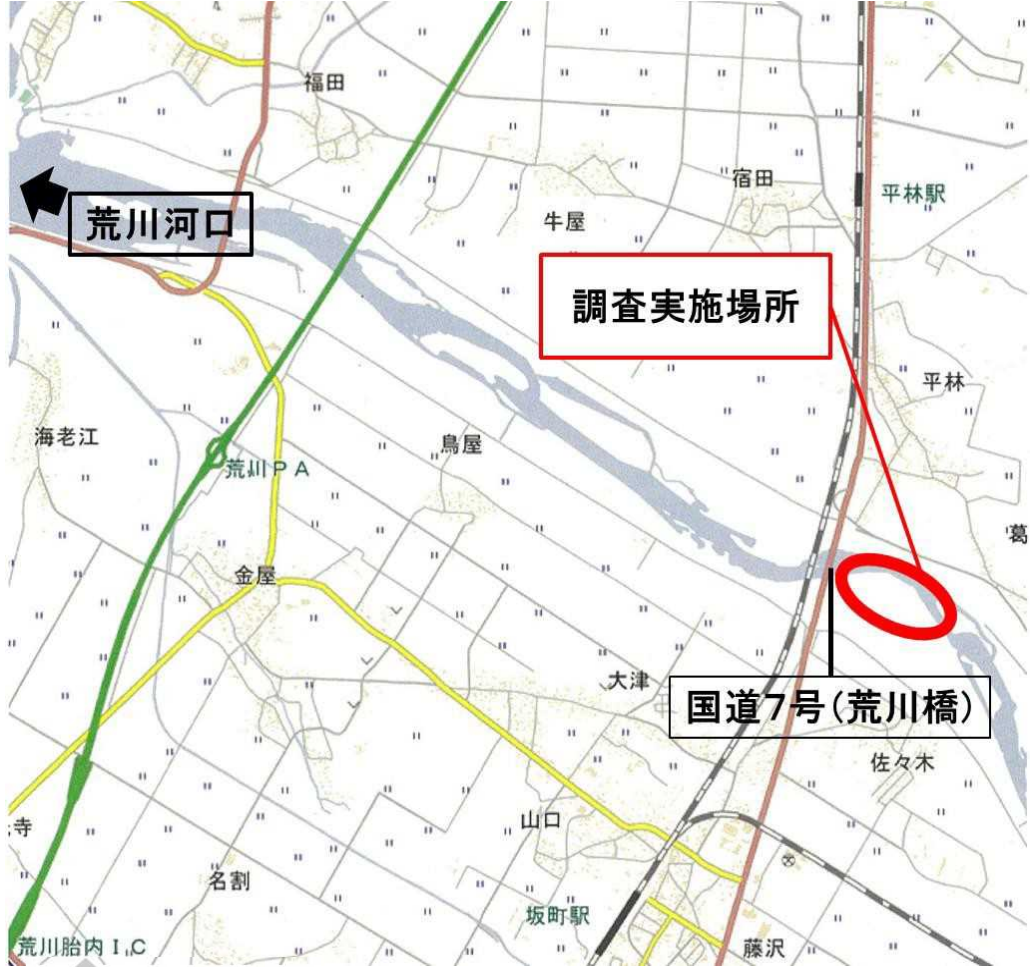 福田
宿田
平林駅
荒川河口
牛屋
調査実施場所
平林
海老江
鳥屋
荒川PA
葛
金屋
大津
国道7号(荒川橋)
佐々木
寺
山口
名割
坂町駅
荒川胎内I.C
藤沢